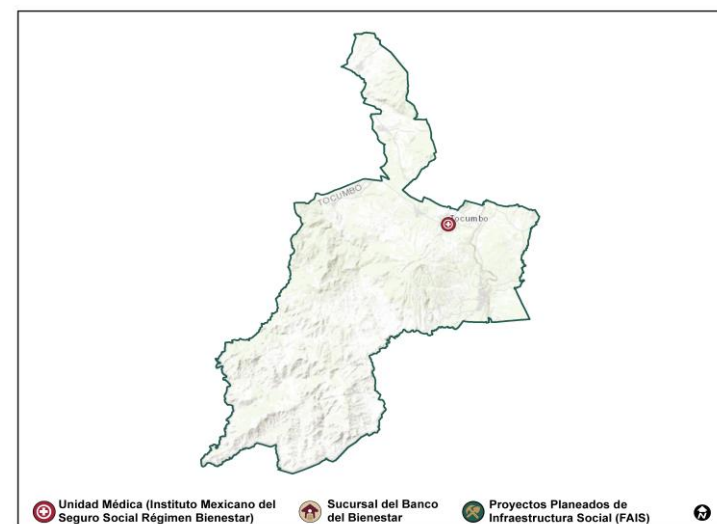 TOCUMBO
Tocumbo
Unidad Médica (Instituto Mexicano del
Seguro Social Régimen Bienestar)
Sucursal del Banco
del Bienestar
Proyectos Planeados de
Infraestructura Social (FAIS)
N